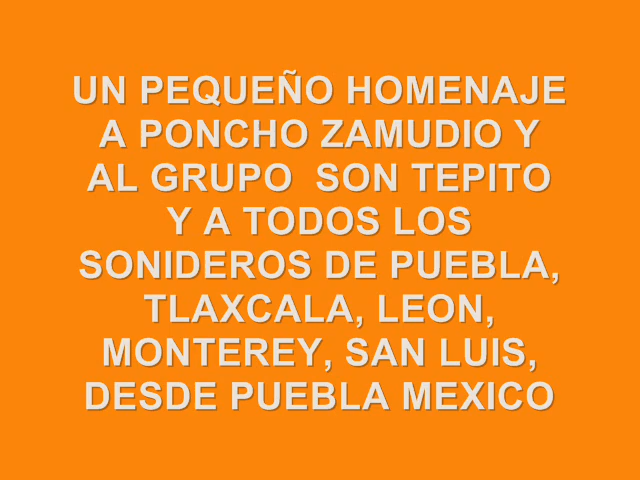 UN PEQUEÑO HOMENAJE
A PONCHO ZAMUDIO Y
AL GRUPO  SON TEPITO
Y A TODOS LOS
SONIDEROS DE PUEBLA,
TLAXCALA, LEON,
MONTEREY, SAN LUIS,
DESDE PUEBLA MEXICO